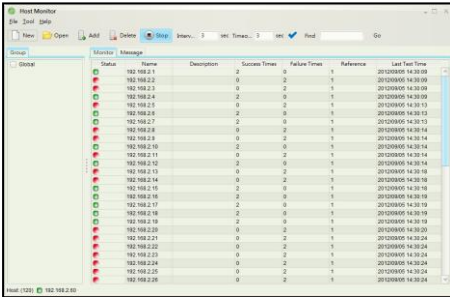 Host Monitor
File Tool Help
New Open Add Delete Stop Interv... 3 sec Timeo... 3 sec Find Go
Group Monitor Message
Global
Status Name Description Success Times Failure Times Reference Last Test Time
192.168.2.1 2 0 1 2012/09/05 14:30:09
192.168.2.2 0 2 1 2012/09/05 14:30:09
192.168.2.3 0 2 1 2012/09/05 14:30:09
192.168.2.4 2 0 1 2012/09/05 14:30:09
192.168.2.5 2 0 1 2012/09/05 14:30:13
192.168.2.6 2 0 1 2012/09/05 14:30:13
192.168.2.7 2 0 1 2012/09/05 14:30:13
192.168.2.8 0 2 1 2012/09/05 14:30:14
192.168.2.9 0 2 1 2012/09/05 14:30:14
192.168.2.10 2 0 1 2012/09/05 14:30:14
192.168.2.11 0 2 1 2012/09/05 14:30:14
192.168.2.12 2 0 1 2012/09/05 14:30:14
192.168.2.13 0 2 1 2012/09/05 14:30:18
192.168.2.14 0 2 1 2012/09/05 14:30:18
192.168.2.15 2 0 1 2012/09/05 14:30:18
192.168.2.16 2 0 1 2012/09/05 14:30:19
192.168.2.17 2 0 1 2012/09/05 14:30:19
192.168.2.18 2 0 1 2012/09/05 14:30:19
192.168.2.19 2 0 1 2012/09/05 14:30:19
192.168.2.20 0 2 1 2012/09/05 14:30:20
192.168.2.21 0 2 1 2012/09/05 14:30:24
192.168.2.22 0 2 1 2012/09/05 14:30:24
192.168.2.23 0 2 1 2012/09/05 14:30:24
192.168.2.24 0 2 1 2012/09/05 14:30:24
192.168.2.25 0 2 1 2012/09/05 14:30:24
192.168.2.26 0 2 1 2012/09/05 14:30:24